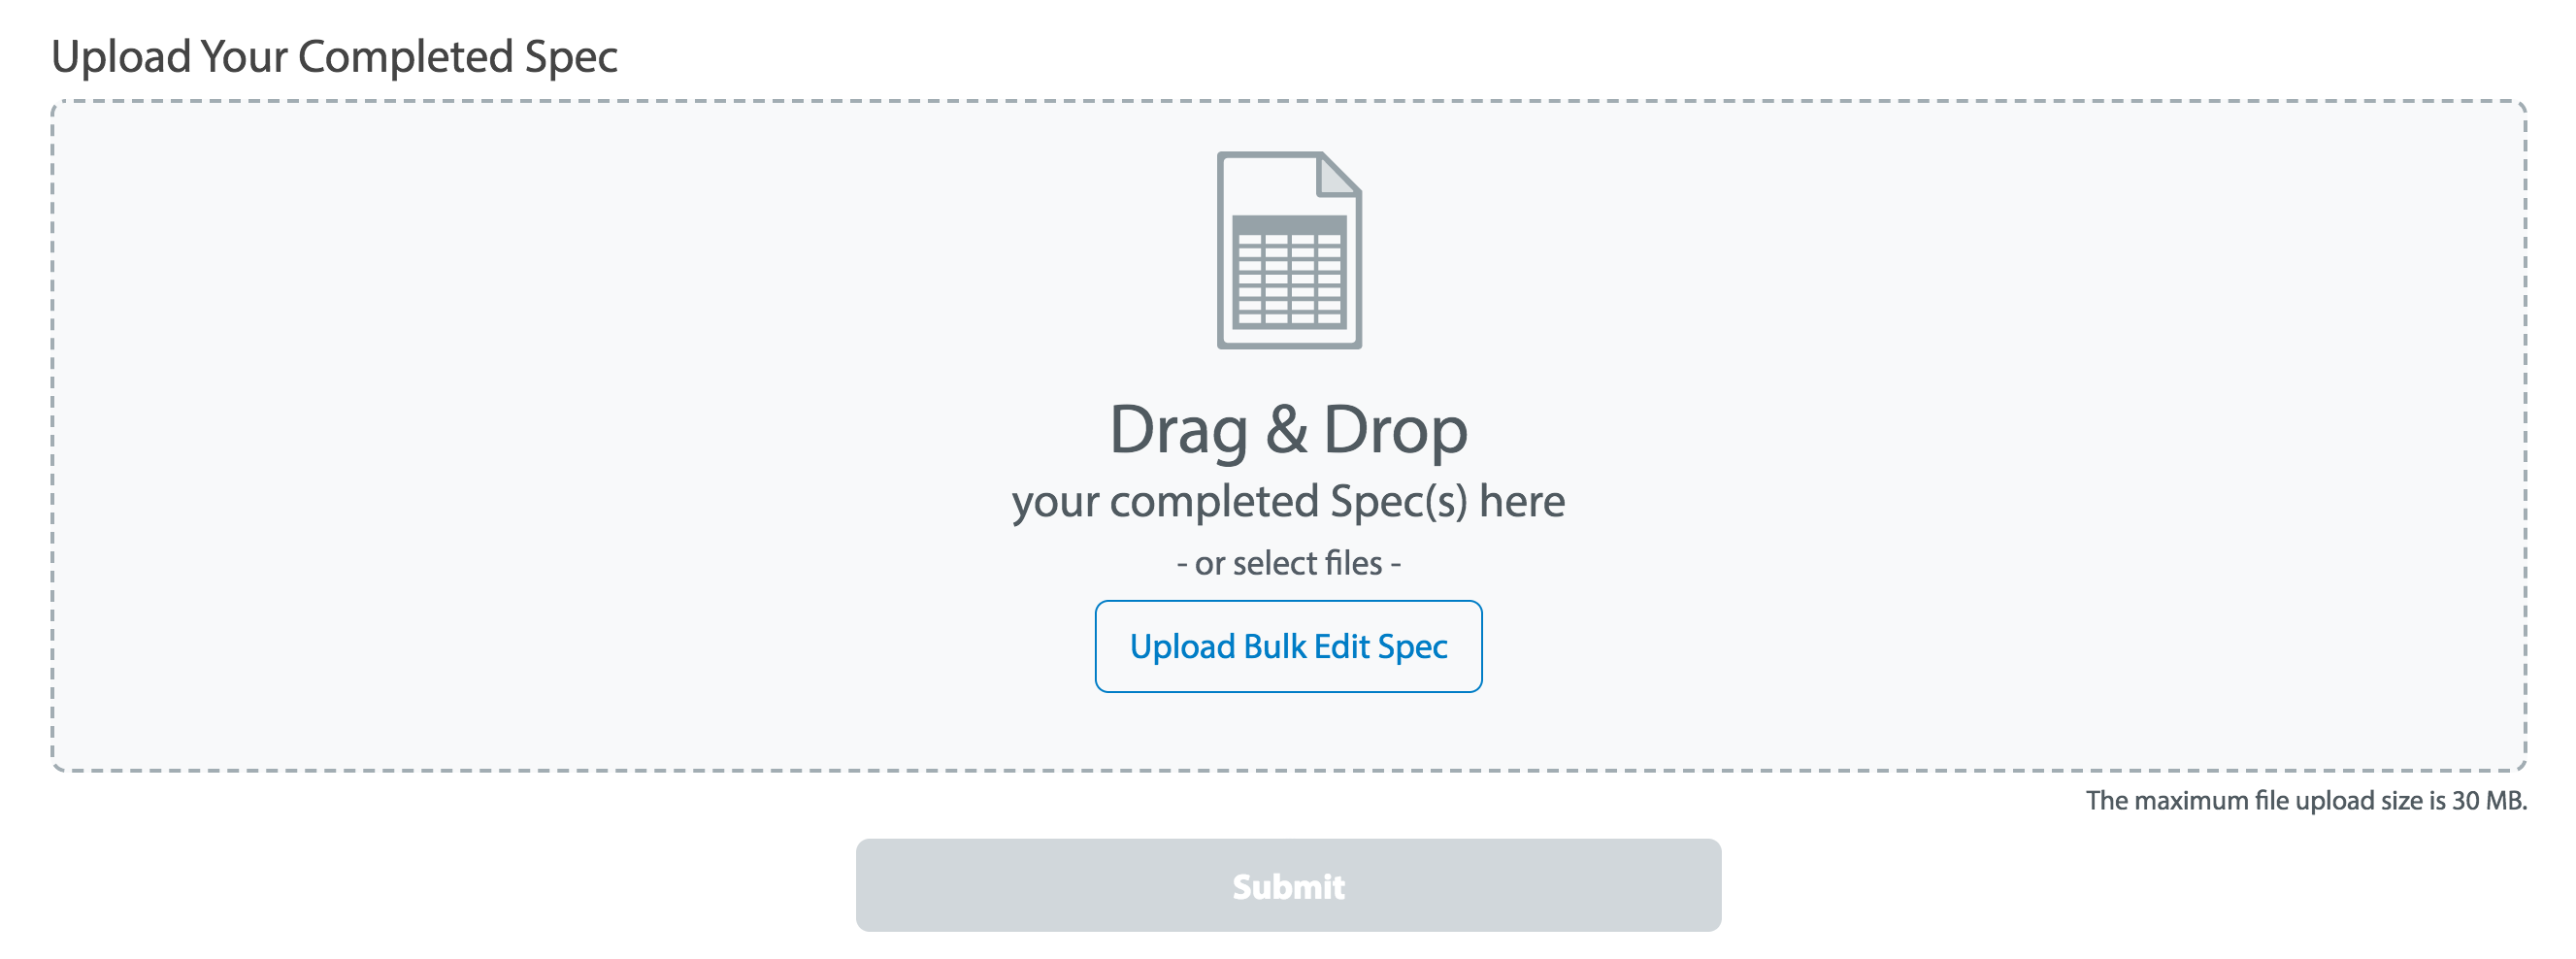 Upload Your Completed Spec
Drag & Drop
your completed Spec(s) here
- or select files -
Upload Bulk Edit Spec
The maximum file upload size is 30 MB.
Submit